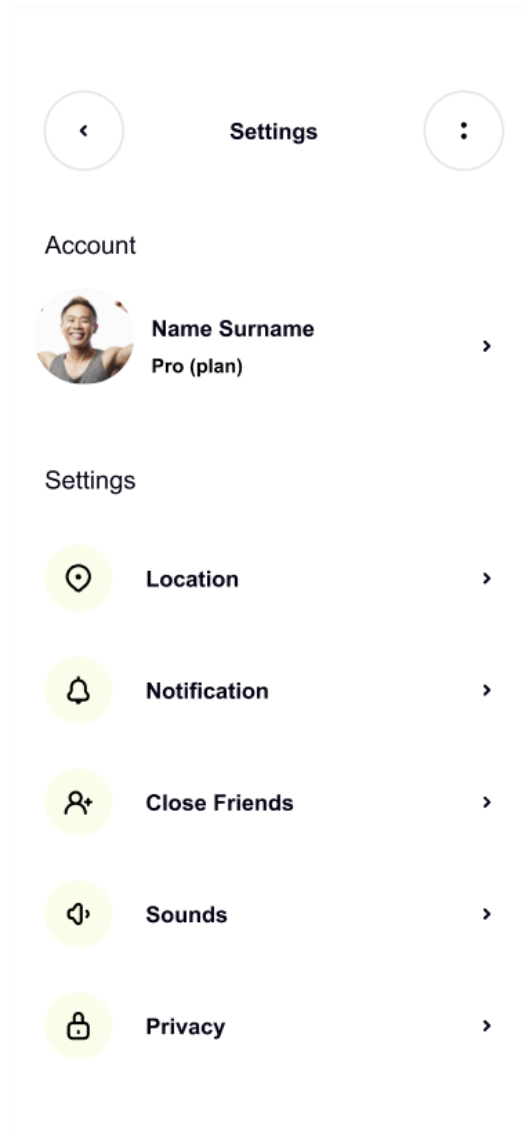 Settings
Account
Name Surname
Pro (plan)
Settings
Location
Notification
Close Friends
Sounds
Privacy